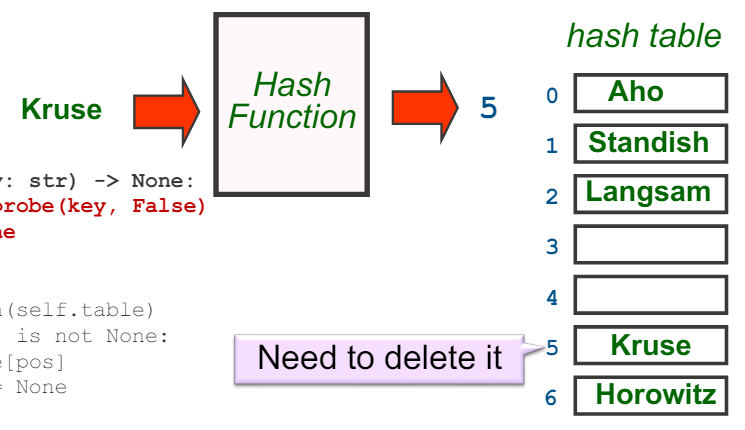 hash table
Kruse
Hash
Function
5
0 Aho
1 Standish
2 Langsam
3
4
5 Kruse
6 Horowitz
: str) -> None:
probe(key, False)
(self.table)
is not None:
[pos]
= None
Need to delete it